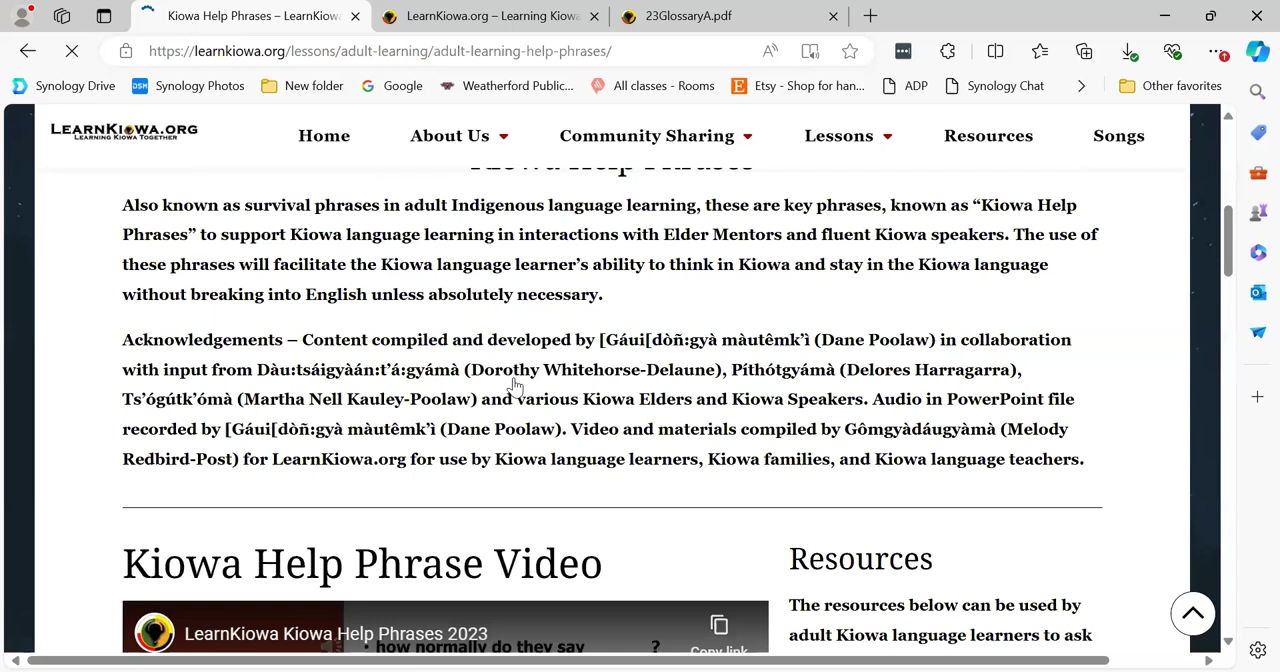 Kiowa Help Phrases – LearnKiow
LearnKiowa.org – Learning Kiowa
23GlossaryA.pdf
https://learnkiowa.org/lessons/adult-learning/adult-learning-help-phrases/
Synology Drive
Synology Photos
New folder
Google
Weatherford Public...
All classes - Rooms
Etsy - Shop for han...
ADP
Synology Chat
Other favorites
LEARNKIOWA.ORG
LEARNING KIOWA TOGETHER
Home
About Us
Community Sharing
Lessons
Resources
Songs
Kiowa Help Phrases
Also known as survival phrases in adult Indigenous language learning, these are key phrases, known as “Kiowa Help
Phrases” to support Kiowa language learning in interactions with Elder Mentors and fluent Kiowa speakers. The use of
these phrases will facilitate the Kiowa language learner’s ability to think in Kiowa and stay in the Kiowa language
without breaking into English unless absolutely necessary.
Acknowledgements – Content compiled and developed by [Gáui[dòñ:gyà màutêmk’ì (Dane Poolaw) in collaboration
with input from Dàu:tsáigyàán:t’á:gyámà (Dorothy Whitehorse-Delaune), Píthótgyámà (Delores Harragarra),
Ts’ógútk’ómà (Martha Nell Kauley-Poolaw) and various Kiowa Elders and Kiowa Speakers. Audio in PowerPoint file
recorded by [Gáui[dòñ:gyà màutêmk’ì (Dane Poolaw). Video and materials compiled by Gômgyàdáugyàmà (Melody
Redbird-Post) for LearnKiowa.org for use by Kiowa language learners, Kiowa families, and Kiowa language teachers.
Kiowa Help Phrase Video
Resources
The resources below can be used by
adult Kiowa language learners to ask
LearnKiowa Kiowa Help Phrases 2023
• how normally do they say ?
Copy link